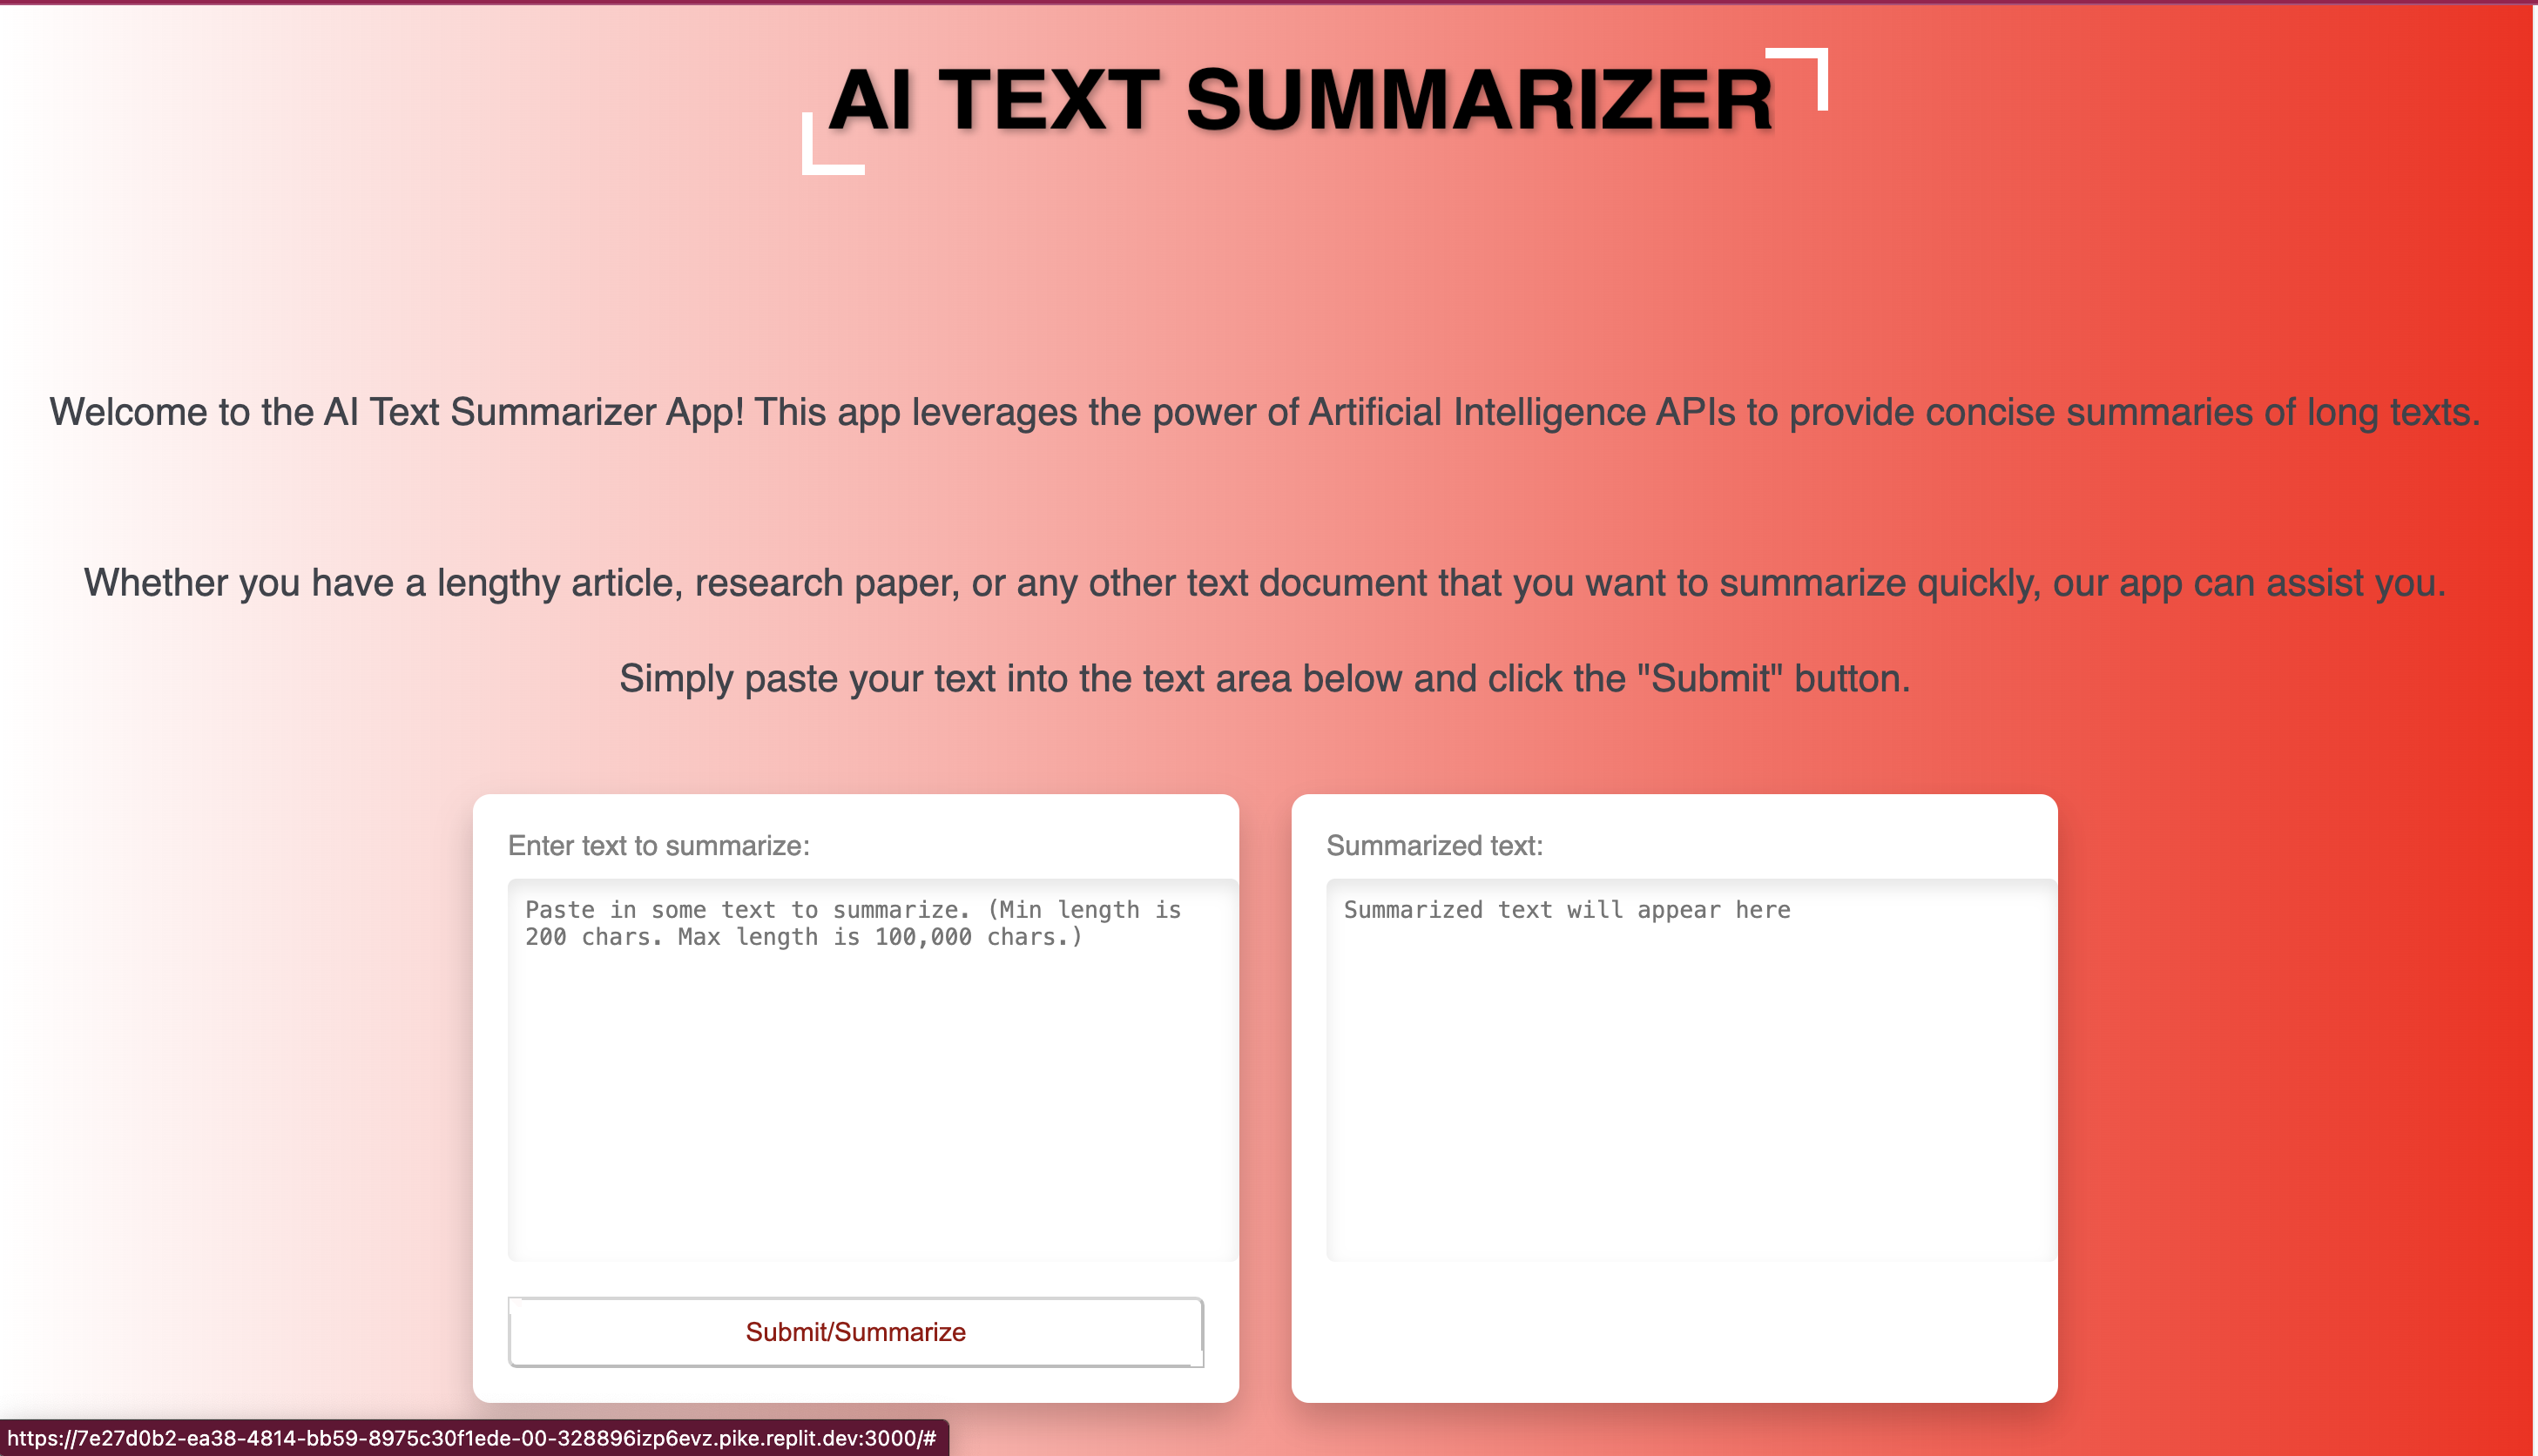 AI TEXT SUMMARIZER
Welcome to the AI Text Summarizer App! This app leverages the power of Artificial Intelligence APIs to provide concise summaries of long texts.
Whether you have a lengthy article, research paper, or any other text document that you want to summarize quickly, our app can assist you.
Simply paste your text into the text area below and click the "Submit" button.
Enter text to summarize:
Paste in some text to summarize. (Min length is
200 chars. Max length is 100,000 chars.)
Submit/Summarize
Summarized text:
Summarized text will appear here
https://7e27d0b2-ea38-4814-bb59-8975c30f1ede-00-328896izp6evz.pike.replit.dev:3000/#